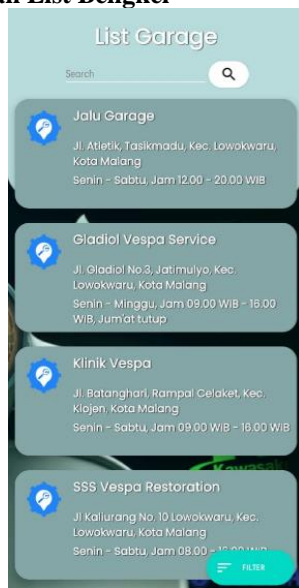 List Bengkel
List Garage
Search
Jalu Garage
Jl. Atletik, Tasikmadu, Kec. Lowokwaru,
Kota Malang
Senin - Sabtu, Jam 12.00 - 20.00 WIB
Gladiol Vespa Service
Jl. Gladiol No.3, Jatimulyo, Kec.
Lowokwaru, Kota Malang
Senin - Minggu, Jam 09.00 WIB - 16.00
WIB, Jum'at tutup
Klinik Vespa
Jl. Batanghari, Rampal Celaket, Kec.
Klojen, Kota Malang
Senin - Sabtu, Jam 09.00 WIB - 16.00 WIB
Kawasaki
SSS Vespa Restoration
Jl Kaliurang No. 10 Lowokwaru, Kec.
Lowokwaru, Kota Malang
Senin - Sabtu, Jam 08.00 -
FILTER